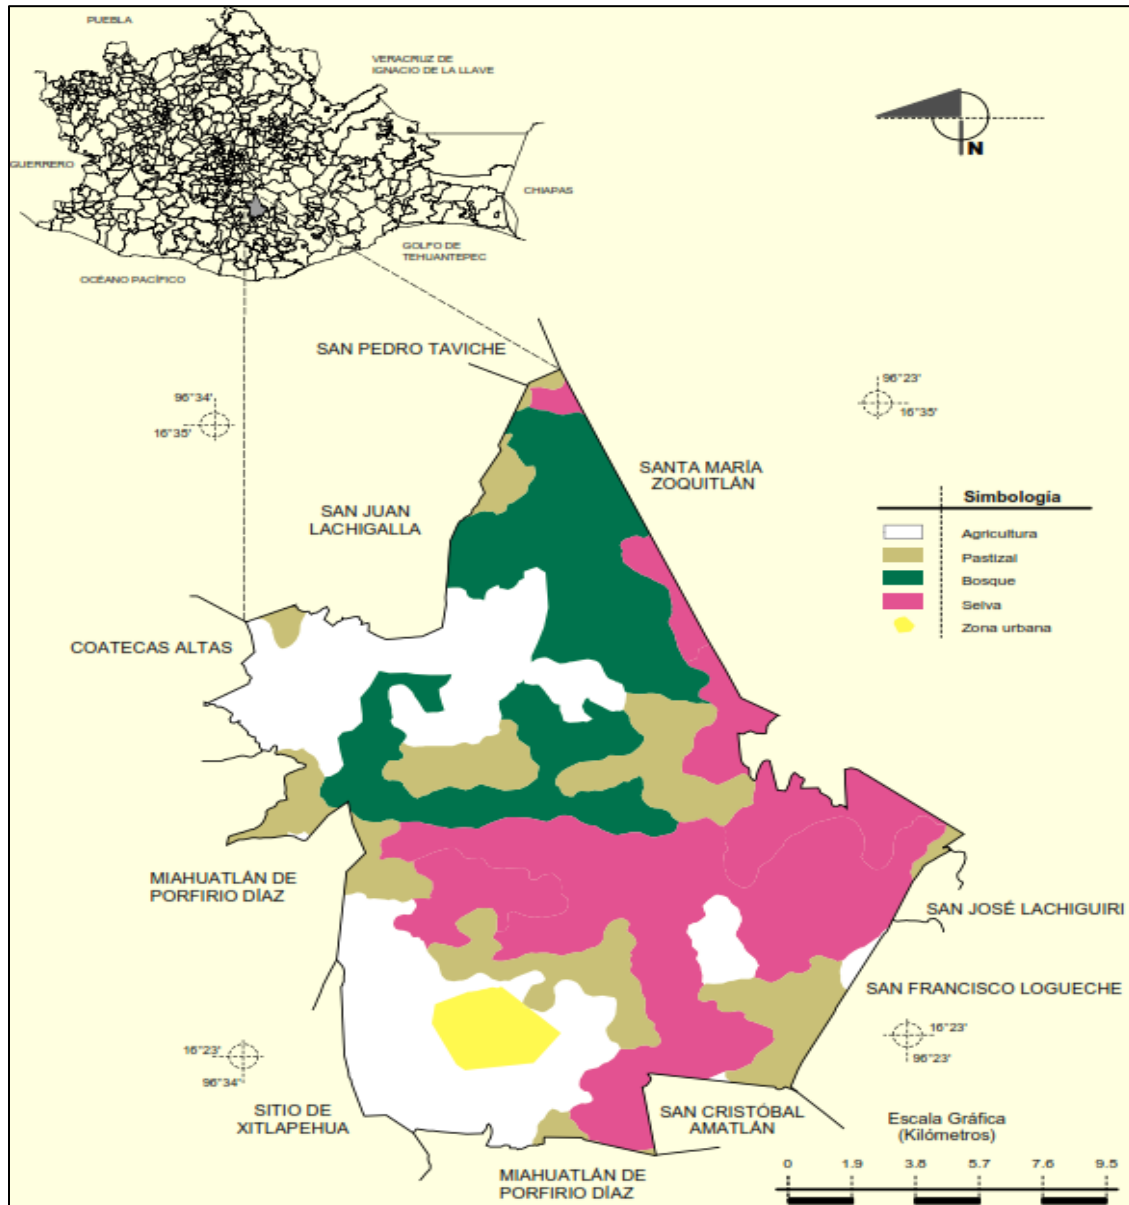 PUEBLA
VERACRUZ DE
IGNACIO DE LA LLAVE
GUERRERO
CHIAPAS
GOLFO DE
TEHUANTEPEC
OCÉANO PACÍFICO
N
SAN PEDRO TAVICHE
96°34'
16°35'
96°23'
16°35'
SANTA MARÍA
ZOQUITLÁN
SAN JUAN
LACHIGALLA
Simbología
Agricultura
Pastizal
Bosque
Selva
Zona urbana
COATECAS ALTAS
MIAHUATLÁN DE
PORFIRIO DÍAZ
SAN JOSÉ LACHIGUIRI
SAN FRANCISCO LOGUECHE
16°23'
96°23'
16°23'
96°34'
SITIO DE
XITLAPEHUA
SAN CRISTÓBAL
AMATLÁN
MIAHUATLÁN DE
PORFIRIO DÍAZ
Escala Gráfica
(Kilómetros)
0 1.9 3.8 5.7 7.6 9.5